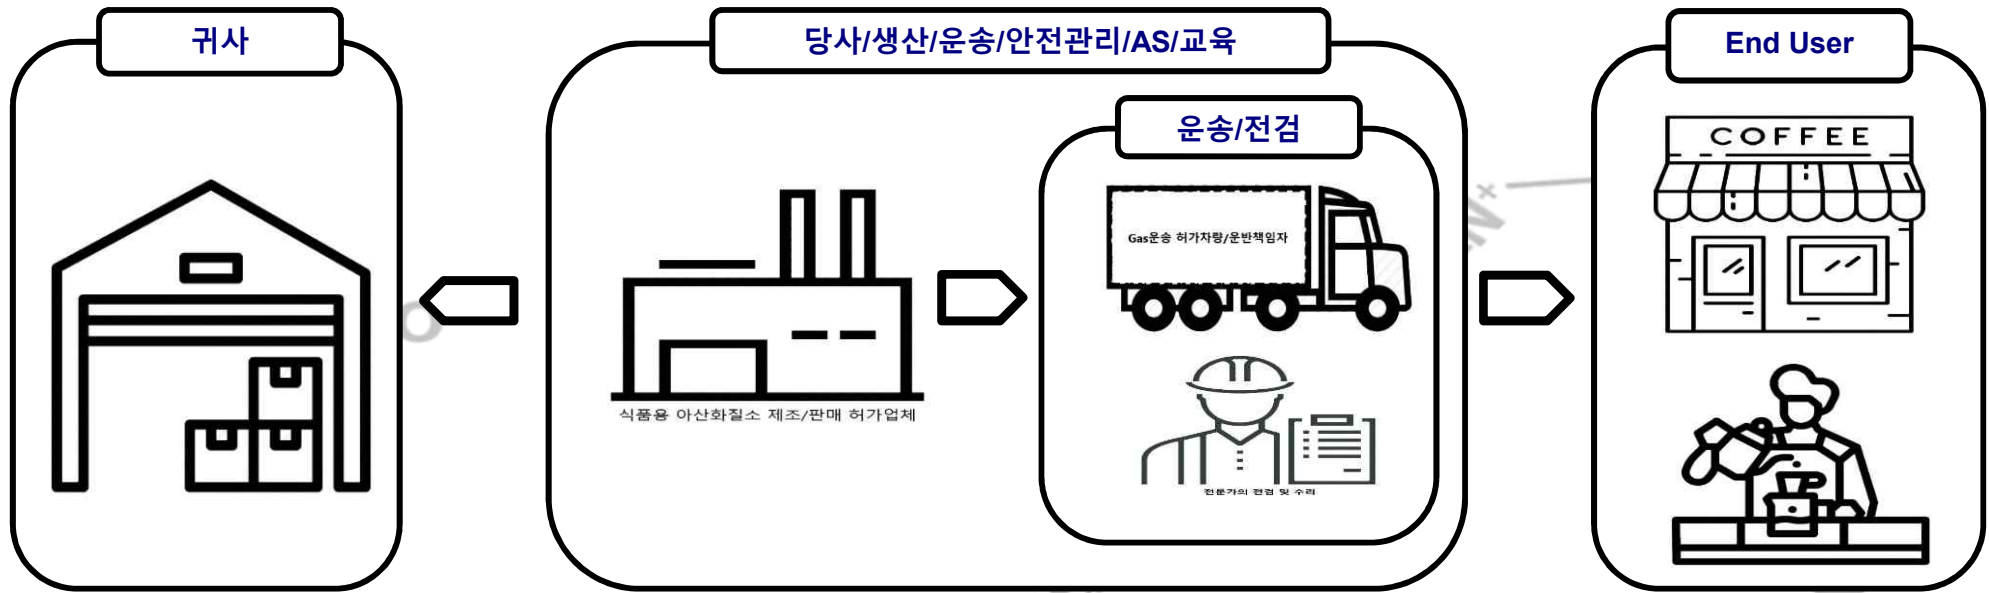 귀사
당사/생산/운송/안전관리/AS/교육
End User
운송/전검
COFFEE
Gas운송 허가차량/운반책임자
식품용 아산화질소 제조/판매 허가업체
전문가의 전검 및 수리